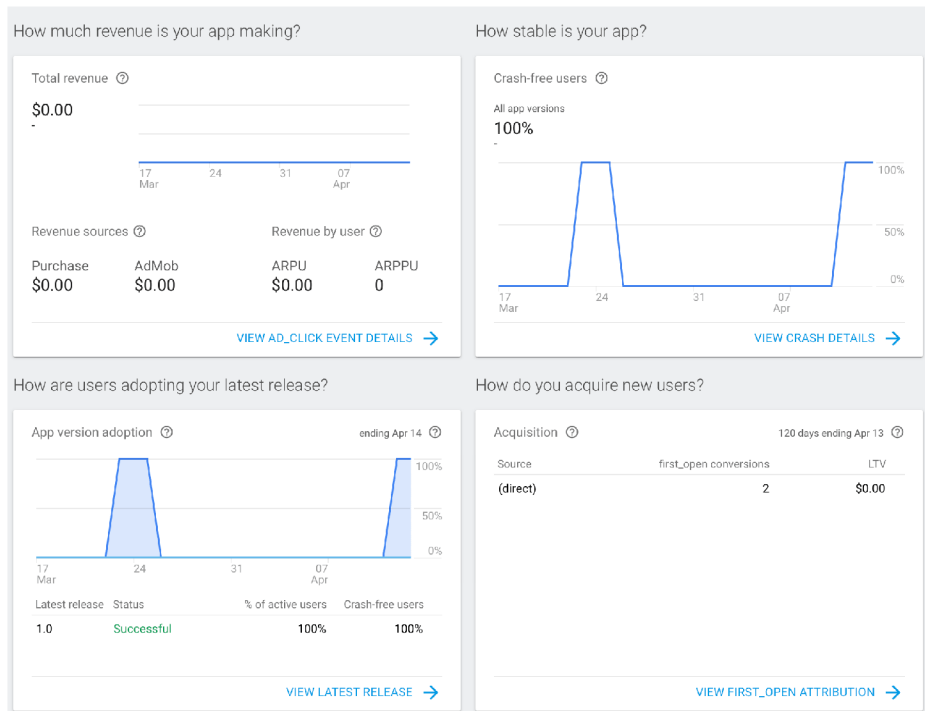 How much revenue is your app making?
Total revenue
$0.00
-
17 24 31 07
Mar Apr
Revenue sources Revenue by user
Purchase AdMob ARPU ARPPU
$0.00 $0.00 $0.00 0
VIEW AD_CLICK EVENT DETAILS
How stable is your app?
Crash-free users
All app versions
100%
-
100%
50%
0%
17 24 31 07
Mar Apr
VIEW CRASH DETAILS
How are users adopting your latest release?
App version adoption ending Apr 14
100%
50%
0%
17 24 31 07
Mar Apr
Latest release Status % of active users Crash-free users
1.0 Successful 100% 100%
VIEW LATEST RELEASE
How do you acquire new users?
Acquisition 120 days ending Apr 13
Source first_open conversions LTV
(direct) 2 $0.00
VIEW FIRST_OPEN ATTRIBUTION